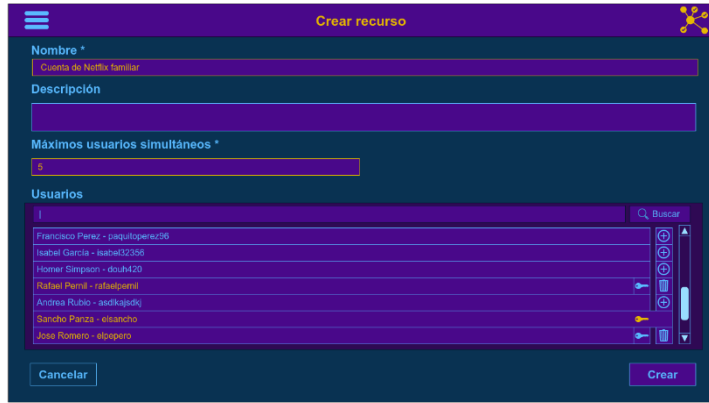 Crear recurso
Nombre *
Cuenta de Netflix familiar
Descripción
Máximos usuarios simultáneos *
5
Usuarios
Buscar
Francisco Perez - paquitoperez96
Isabel García - isabel32356
Homer Simpson - douh420
Rafael Pernil - rafaelpernil
Andrea Rubio - asdlkajsdkj
Sancho Panza - elsancho
Jose Romero - elpepero
Cancelar
Crear